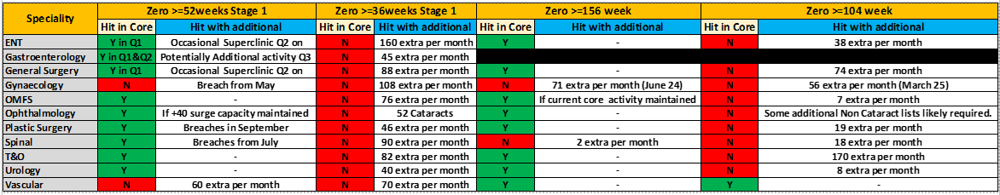 Speciality Zero >=52weeks Stage 1 Zero >=36weeks Stage 1 Zero >=156 week Zero >=104 week
Hit in Core Hit with additional Hit in Core Hit with additional Hit in Core Hit with additional Hit in Core Hit with additional
ENT Y in Q1 Occasional Superclinic Q2 on N 160 extra per month Y - N 38 extra per month
Gastroenterology Y in Q1&Q2 Potentially Additional activity Q3 N 45 extra per month
General Surgery Y in Q1 Occasional Superclinic Q2 on N 88 extra per month Y - N 74 extra per month
Gynaecology N Breach from May N 108 extra per month N 71 extra per month (June 24) N 56 extra per month (March 25)
OMFS Y - N 76 extra per month Y If current core activity maintained N 7 extra per month
Ophthalmology Y If +40 surge capacity maintained N 52 Cataracts Y - N Some additional Non Cataract lists likely required.
Plastic Surgery Y Breaches in September N 46 extra per month Y - N 19 extra per month
Spinal Y Breaches from July N 90 extra per month N 2 extra per month N 18 extra per month
T&O Y - N 82 extra per month Y - N 170 extra per month
Urology Y - N 40 extra per month Y - N 8 extra per month
Vascular N 60 extra per month N 70 extra per month Y - Y -